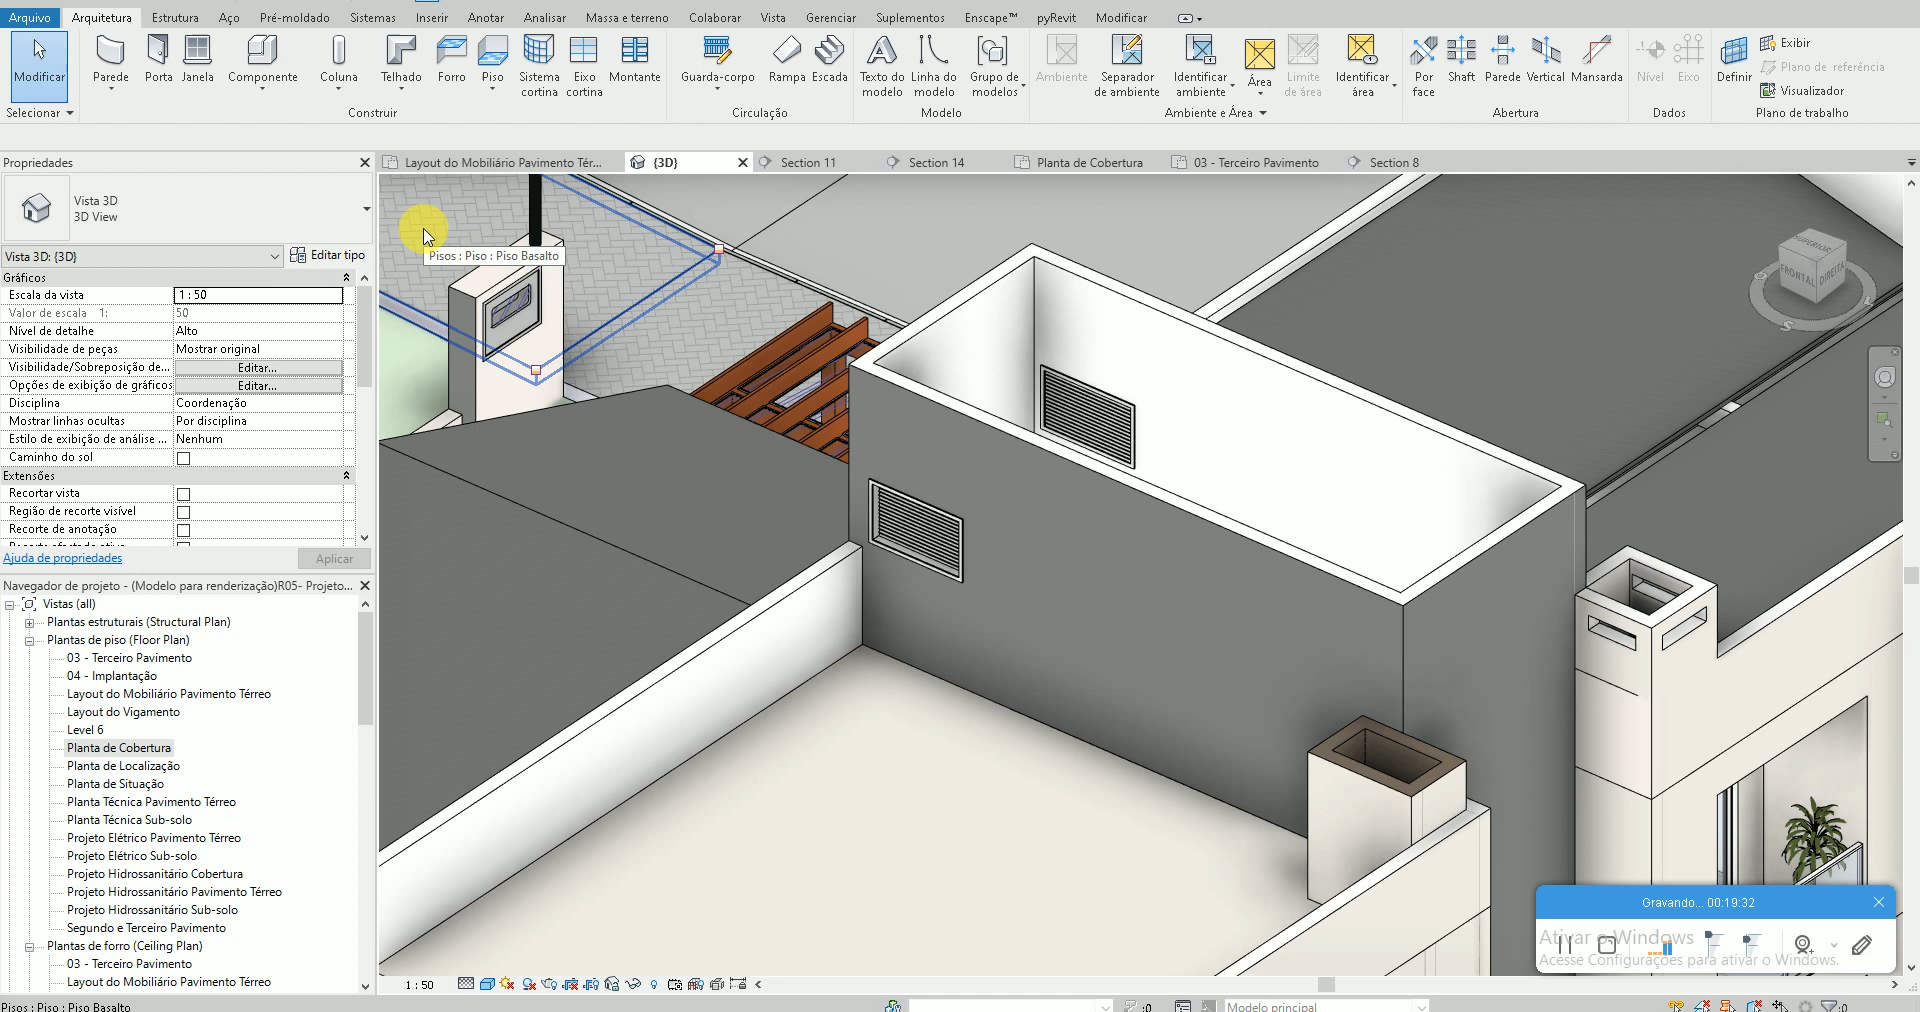 Arquivo Arquitetura Estrutura Aço Pré-moldado Sistemas Inserir Anotar Analisar Massa e terreno Colaborar Vista Gerenciar Suplementos Enscape™ pyRevit Modificar
Modificar Parede Porta Janela Componente Coluna Telhado Forro Piso Sistema cortina Eixo cortina Montante Guarda-corpo Rampa Escada Texto do modelo Linha do modelo Grupo de modelos Ambiente Separador de ambiente Identificar ambiente Área Limite de área Identificar área Por face Shaft Parede Vertical Mansarda Nível Eixo Definir
Exibir
Plano de referência
Visualizador
Selecionar Construir Circulação Modelo Ambiente e Área Abertura Dados Plano de trabalho
Propriedades
Layout do Mobiliário Pavimento Tér... {3D} Section 11 Section 14 Planta de Cobertura 03 - Terceiro Pavimento Section 8
Vista 3D
3D View
Vista 3D: {3D} Editar tipo
Gráficos
Escala da vista 1 : 50
Valor de escala 1: 50
Nível de detalhe Alto
Visibilidade de peças Mostrar original
Visibilidade/Sobreposição de... Editar...
Opções de exibição de gráficos Editar...
Disciplina Coordenação
Mostrar linhas ocultas Por disciplina
Estilo de exibição de análise ... Nenhum
Caminho do sol
Extensões
Recortar vista
Região de recorte visível
Recorte de anotação
Ajuda de propriedades Aplicar
Navegador de projeto - (Modelo para renderização)R05- Projeto...
Vistas (all)
Plantas estruturais (Structural Plan)
Plantas de piso (Floor Plan)
03 - Terceiro Pavimento
04 - Implantação
Layout do Mobiliário Pavimento Térreo
Layout do Vigamento
Level 6
Planta de Cobertura
Planta de Localização
Planta de Situação
Planta Técnica Pavimento Térreo
Planta Técnica Sub-solo
Projeto Elétrico Pavimento Térreo
Projeto Elétrico Sub-solo
Projeto Hidrossanitário Cobertura
Projeto Hidrossanitário Pavimento Térreo
Projeto Hidrossanitário Sub-solo
Segundo e Terceiro Pavimento
Plantas de forro (Ceiling Plan)
03 - Terceiro Pavimento
Layout do Mobiliário Pavimento Térreo
Pisos : Piso : Piso Basalto
SUPERIOR
FRONTAL DIREITA
S
L
Gravando... 00:19:32
Ativar o Windows
Acesse Configurações para ativar o Windows.
1 : 50
Pisos : Piso : Piso Basalto
:0 Modelo principal :0